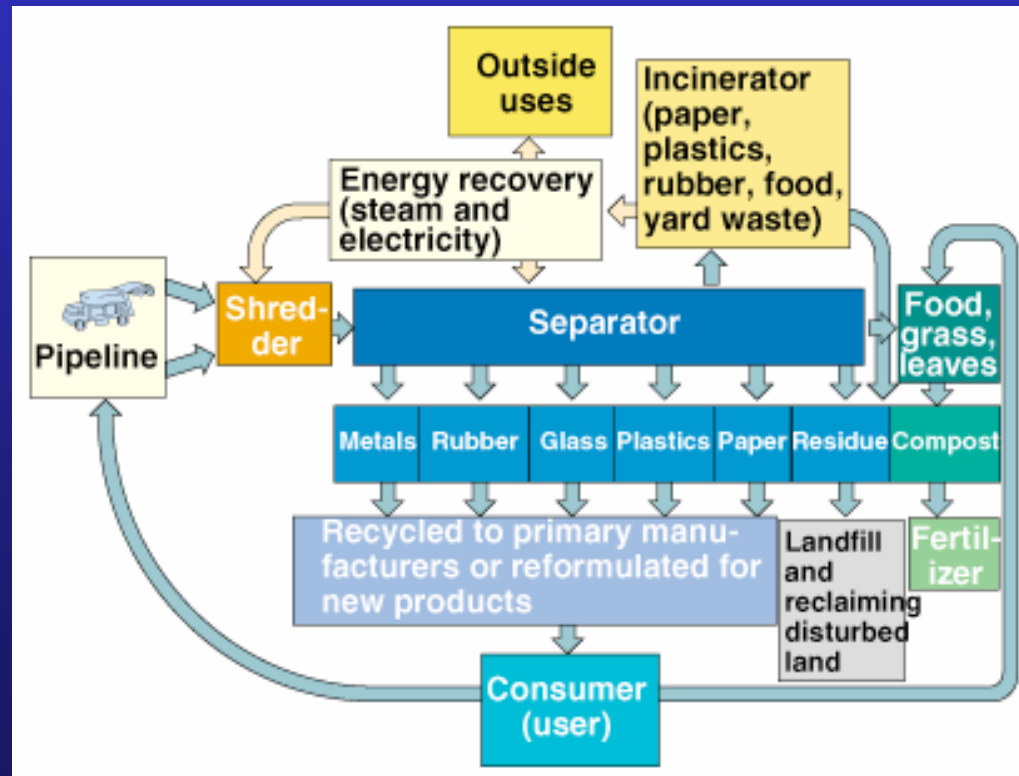 Outside
uses
Incinerator
(paper,
plastics,
rubber, food,
yard waste)
Energy recovery
(steam and
electricity)
Pipeline
Shred-
der
Separator
Food,
grass,
leaves
Metals
Rubber
Glass
Plastics
Paper
Residue
Compost
Recycled to primary manu-
facturers or reformulated for
new products
Landfill
and
reclaiming
disturbed
land
Fertil-
izer
Consumer
(user)